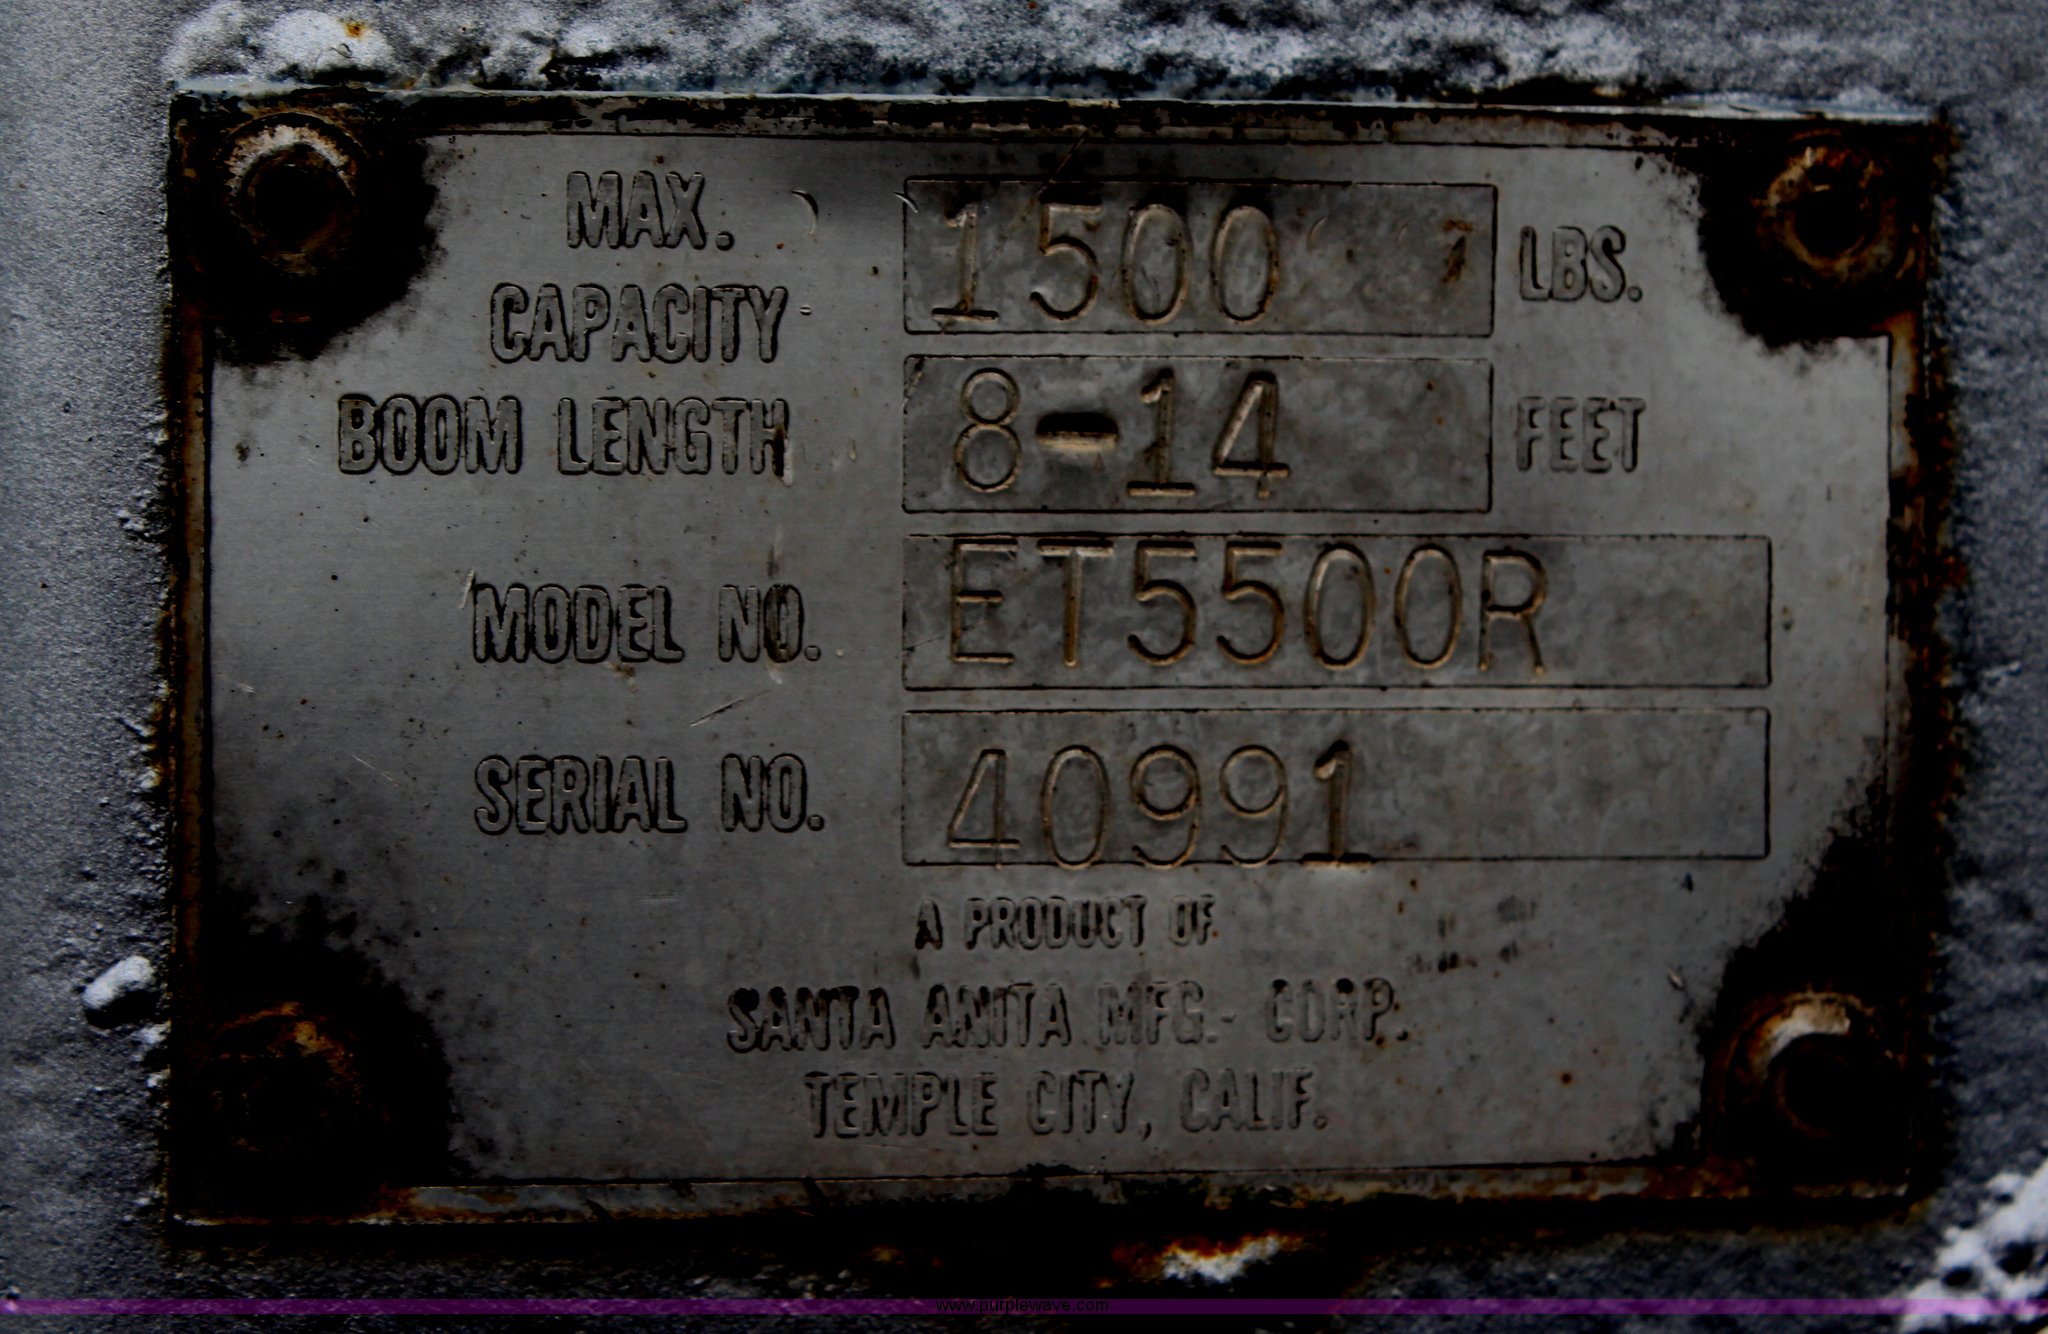 MAX. CAPACITY 1500 LBS.
BOOM LENGTH 8-14 FEET
MODEL NO. ET5500R
SERIAL NO. 40991
A PRODUCT OF
SANTA ANITA MFG. CORP.
TEMPLE CITY, CALIF.
www.purplewave.com